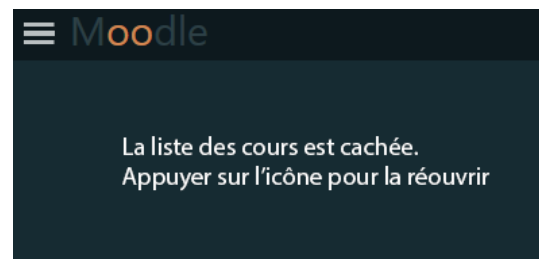 Moodle
La liste des cours est cachée.
Appuyer sur l'icône pour la réouvrir